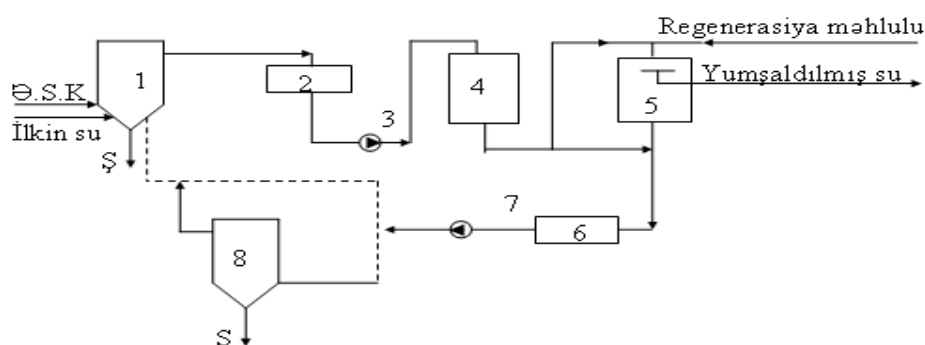 Regenerasiya məhlulu
Yumşaldılmış su
1
2
3
4
5
Ə.S.K
İlkin su
Ş
7
6
8
S